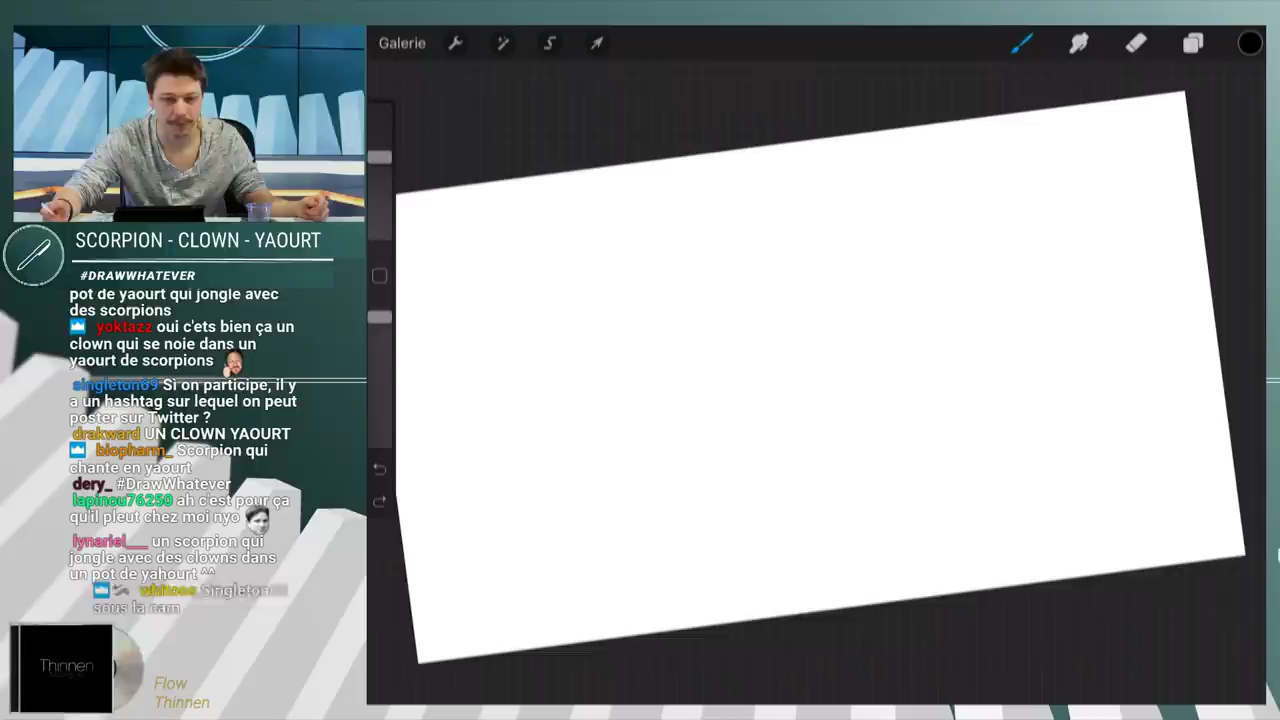 Galerie
SCORPION - CLOWN - YAOURT
#DRAWWHATEVER
pot de yaourt qui jongle avec
des scorpions
yoktazz oui c'ets bien ça un
clown qui se noie dans un
yaourt de scorpions
singleton69 Si on participe, il y
a un hashtag sur lequel on peut
poster sur Twitter ?
drakward UN CLOWN YAOURT
biopharm_ Scorpion qui
chante en yaourt
dery_ #DrawWhatever
lapinou76250 ah c'est pour ça
qu'il pleut chez moi nyo
lynariel___ un scorpion qui
jongle avec des clowns dans
un pot de yahourt ^^
Singleton
sous la cam
Thinnen
Flow
Thinnen